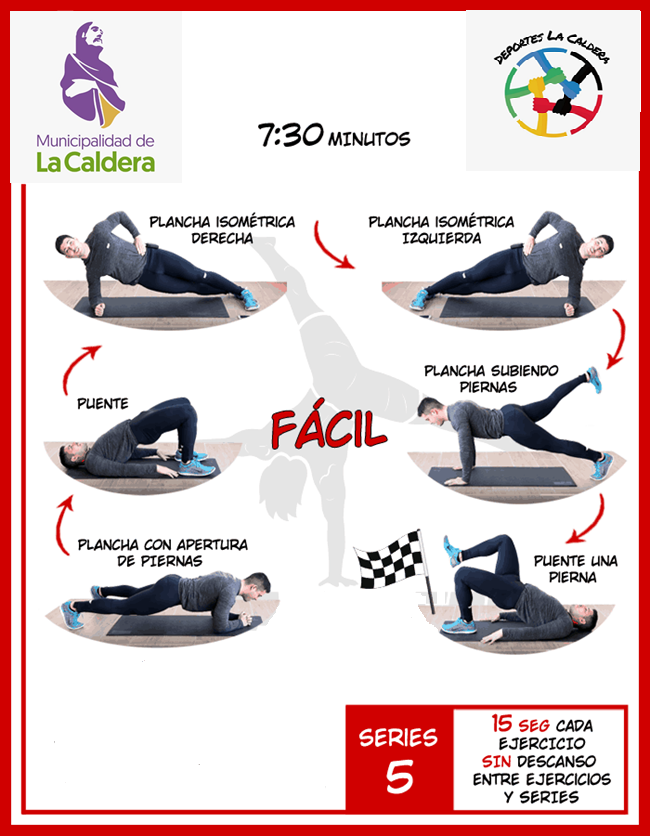 Municipalidad de
La Caldera
DEPORTES LA CALDERA
7:30 MINUTOS
PLANCHA ISOMÉTRICA
DERECHA
PLANCHA ISOMÉTRICA
IZQUIERDA
PUENTE
PLANCHA SUBIENDO
PIERNAS
FÁCIL
PLANCHA CON APERTURA
DE PIERNAS
PUENTE UNA
PIERNA
SERIES
5
15 SEG CADA
EJERCICIO
SIN DESCANSO
ENTRE EJERCICIOS
Y SERIES